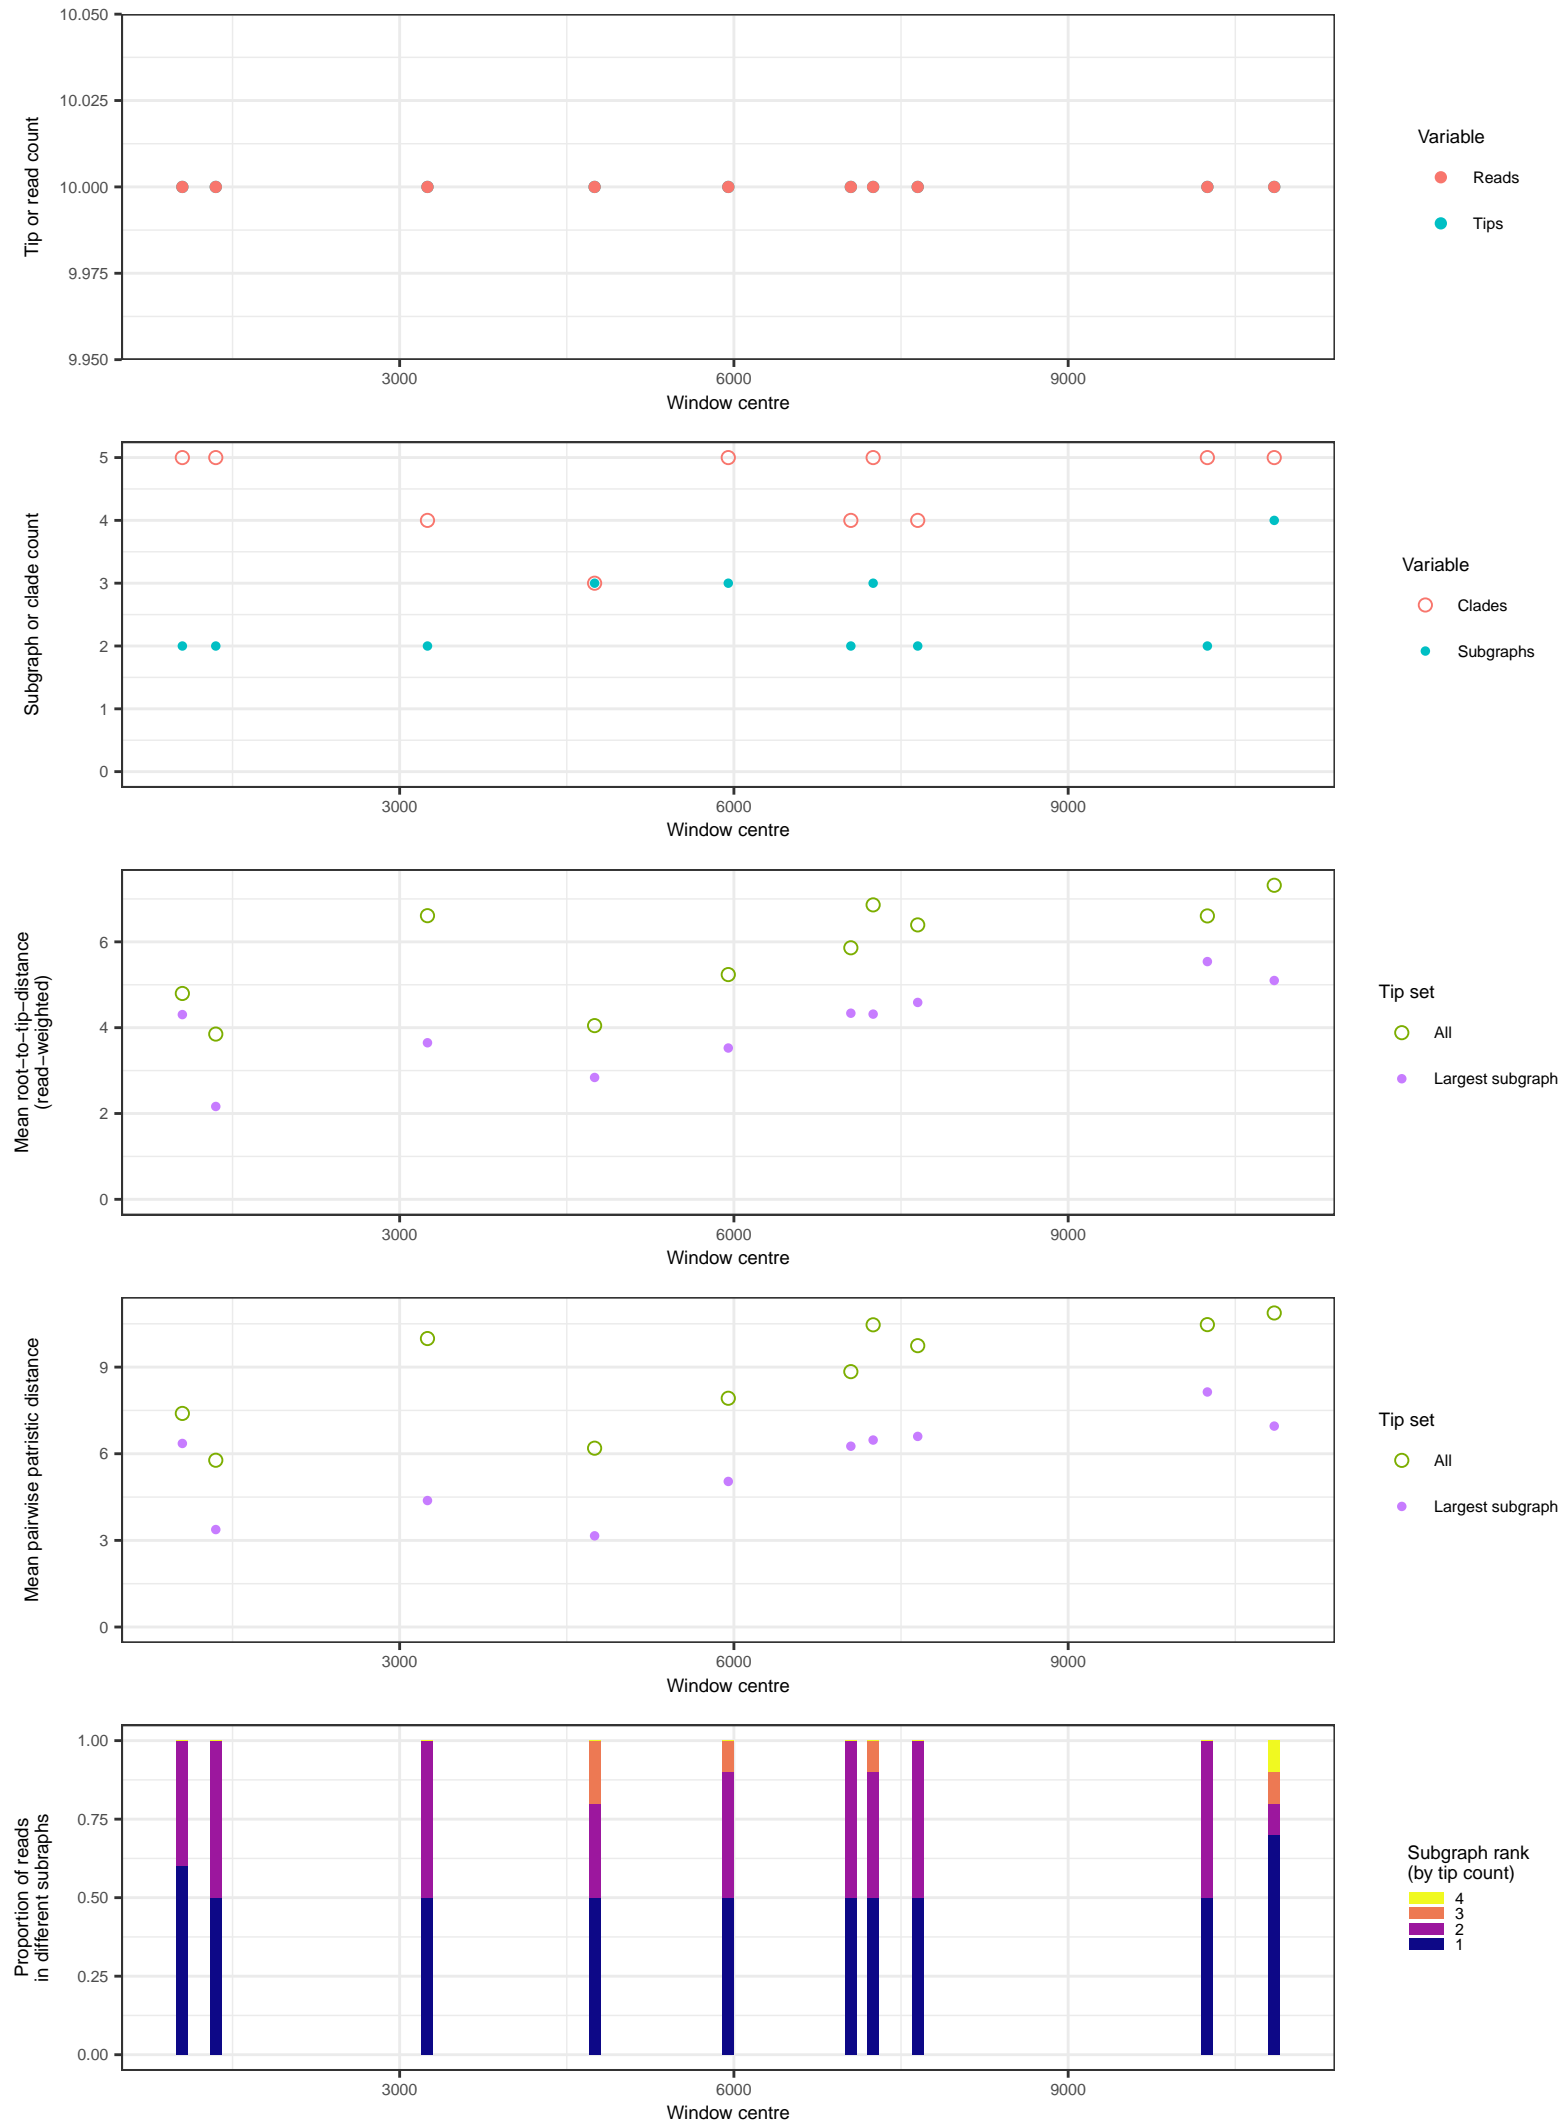 10.050
10.025
10.000
9.975
9.950
Tip or read count
3000 6000 9000
Window centre
Variable
Reads
Tips
5
4
3
2
1
0
Subgraph or clade count
3000 6000 9000
Window centre
Variable
Clades
Subgraphs
6
4
2
0
Mean root−to−tip−distance
(read−weighted)
3000 6000 9000
Window centre
Tip set
All
Largest subgraph
9
6
3
0
Mean pairwise patristic distance
3000 6000 9000
Window centre
Tip set
All
Largest subgraph
1.00
0.75
0.50
0.25
0.00
Proportion of reads
in different subraphs
3000 6000 9000
Window centre
Subgraph rank
(by tip count)
4
3
2
1